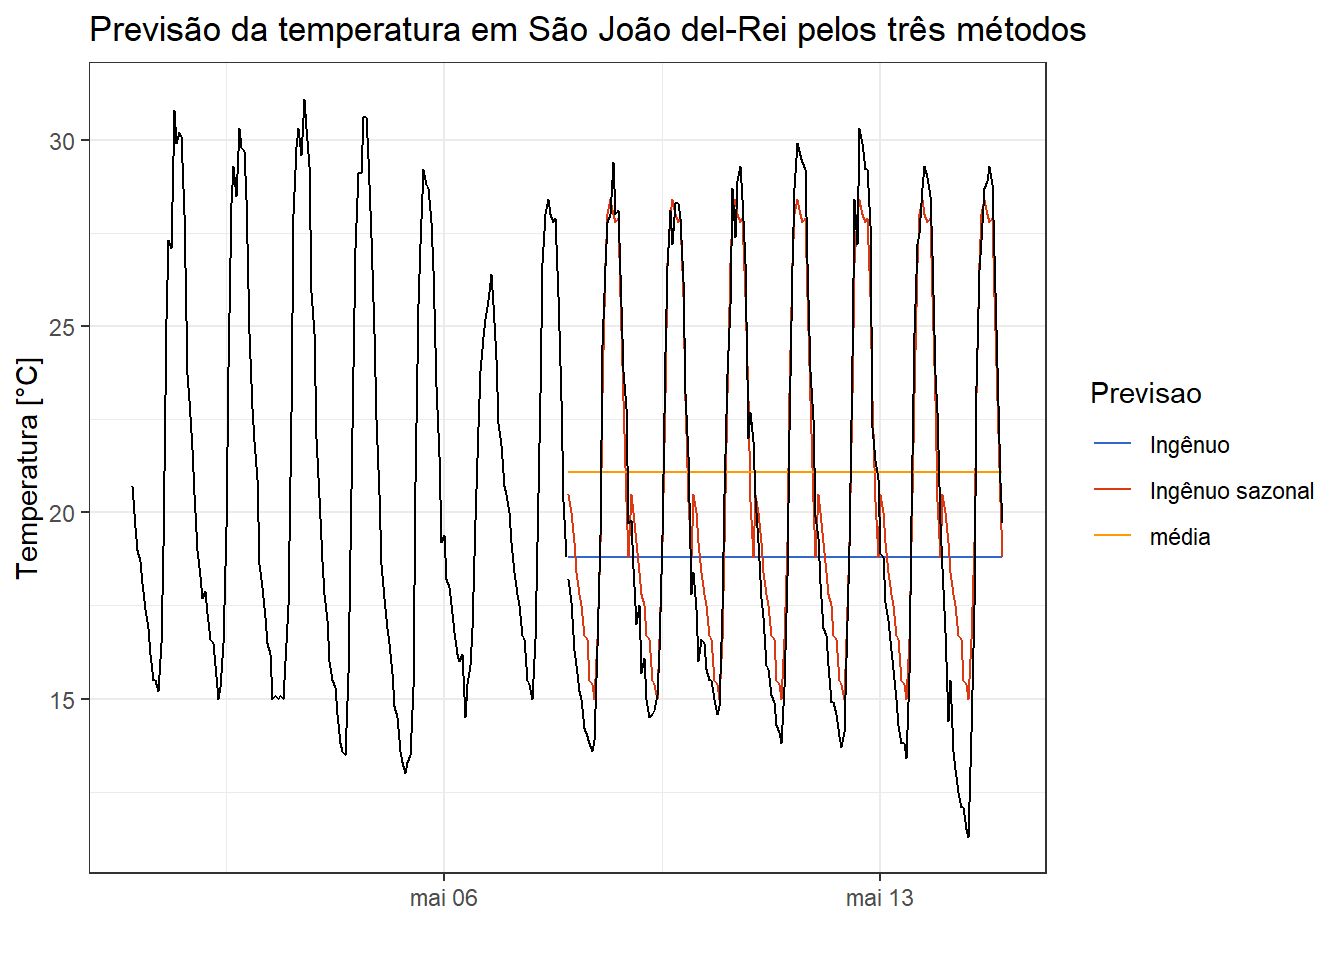 Previsão da temperatura em São João del-Rei pelos três métodos
Temperatura [°C]
30
25
20
15
mai 06
mai 13
Previsao
Ingênuo
Ingênuo sazonal
média